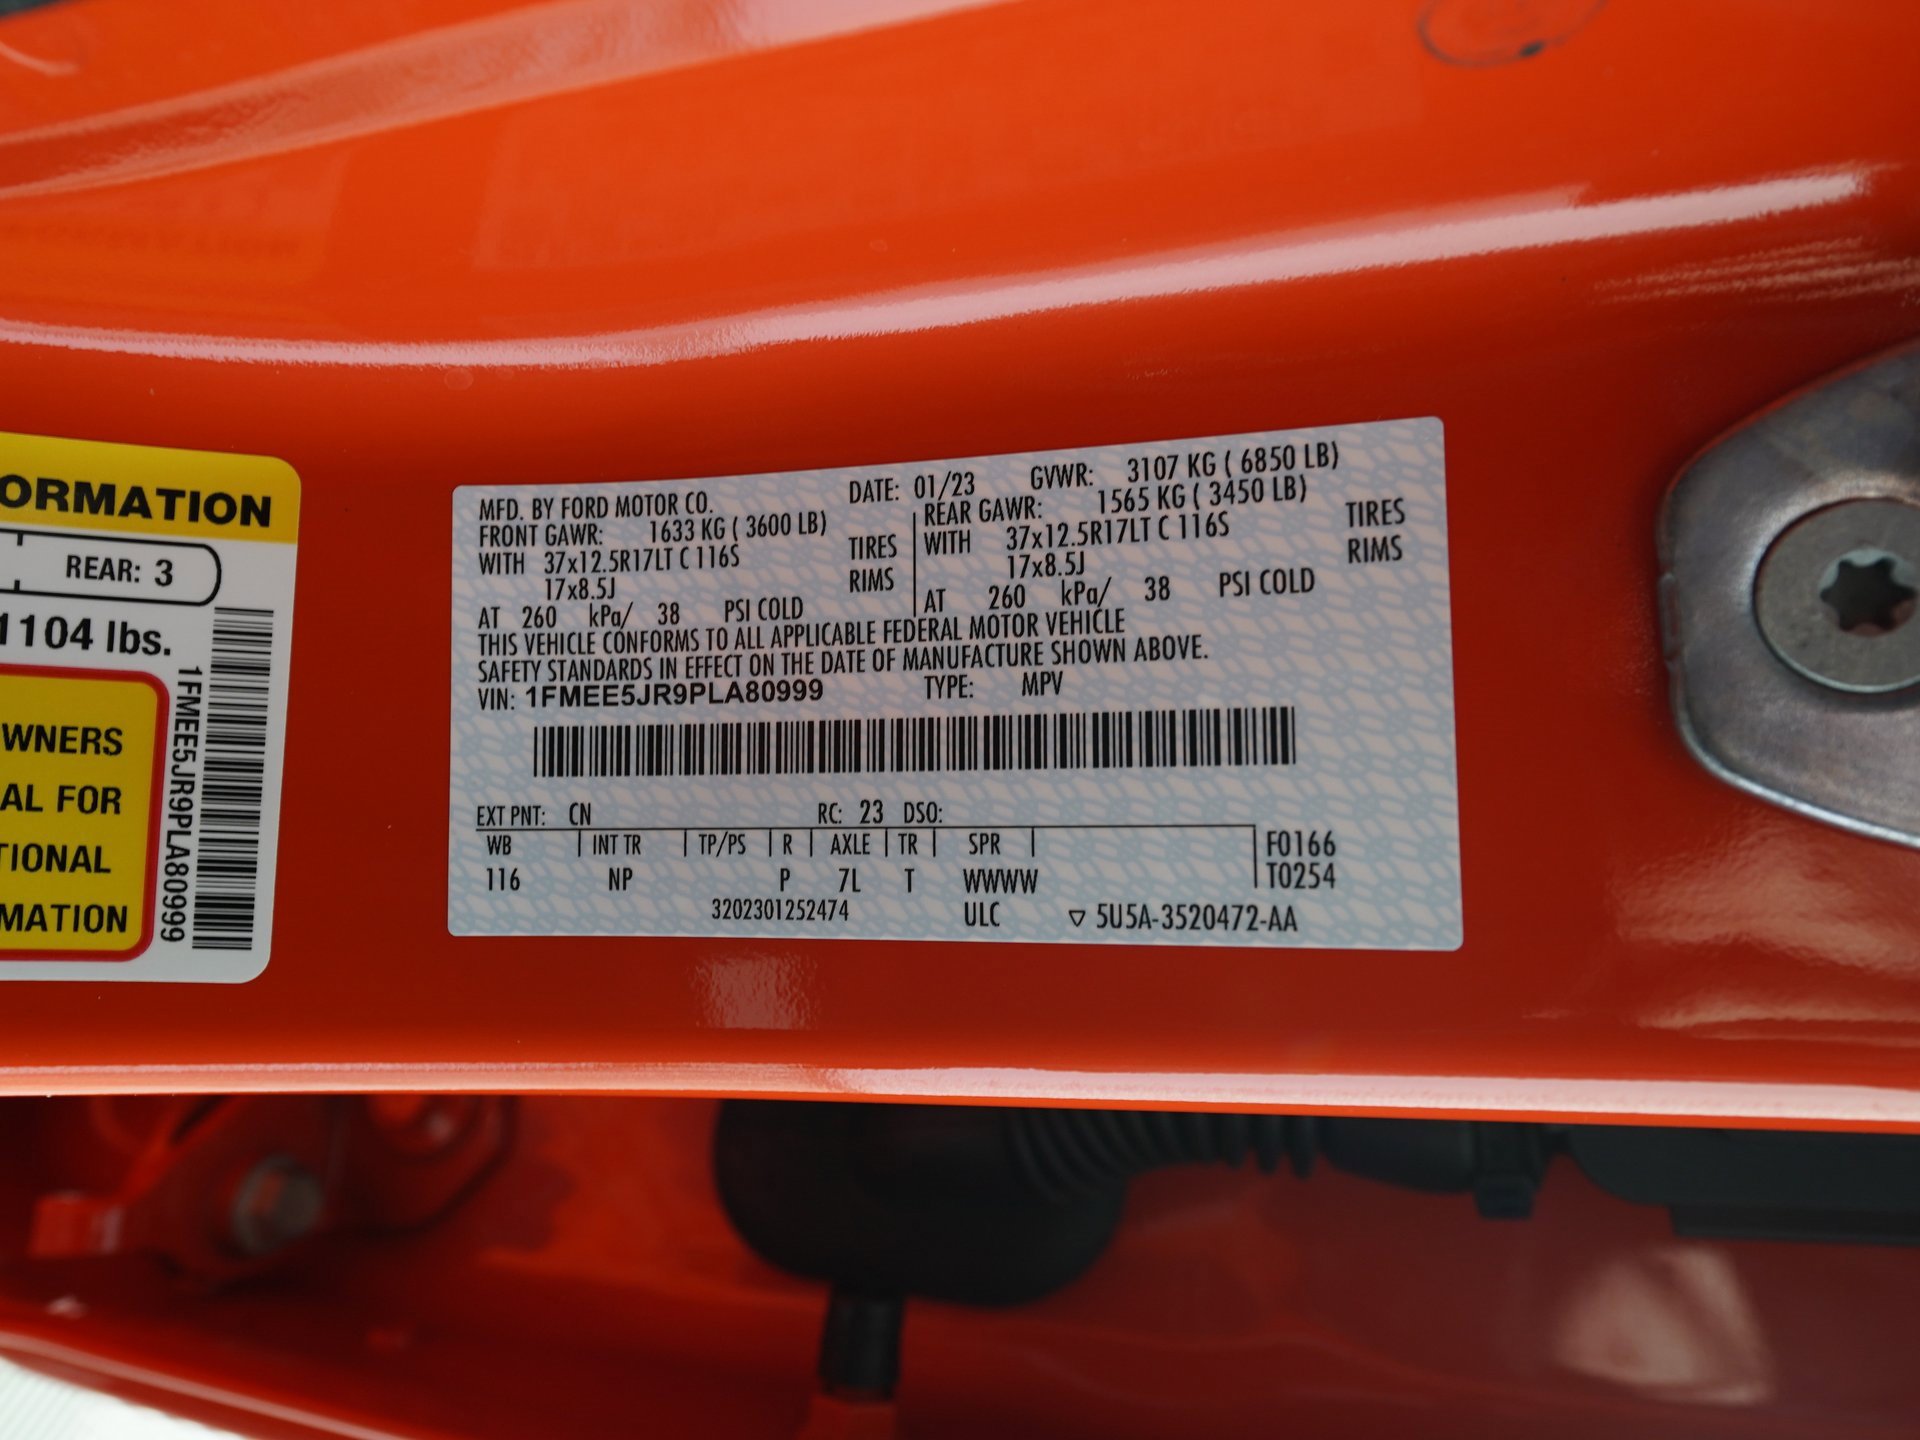 ORMATION
REAR: 3
1104 lbs.
WNERS
AL FOR
TIONAL
MATION
1FMEE5JR9PLA80999
MFD. BY FORD MOTOR CO. DATE: 01/23 GVWR: 3107 KG ( 6850 LB)
FRONT GAWR: 1633 KG ( 3600 LB) REAR GAWR: 1565 KG ( 3450 LB)
WITH 37x12.5R17LT C 116S TIRES WITH 37x12.5R17LT C 116S TIRES
17x8.5J RIMS 17x8.5J RIMS
AT 260 kPa/ 38 PSI COLD AT 260 kPa/ 38 PSI COLD
THIS VEHICLE CONFORMS TO ALL APPLICABLE FEDERAL MOTOR VEHICLE
SAFETY STANDARDS IN EFFECT ON THE DATE OF MANUFACTURE SHOWN ABOVE.
VIN: 1FMEE5JR9PLA80999 TYPE: MPV
EXT PNT: CN RC: 23 DSO:
WB INT TR TP/PS R AXLE TR SPR F0166
116 NP P 7L T WWWW T0254
3202301252474 ULC ▽ 5U5A-3520472-AA